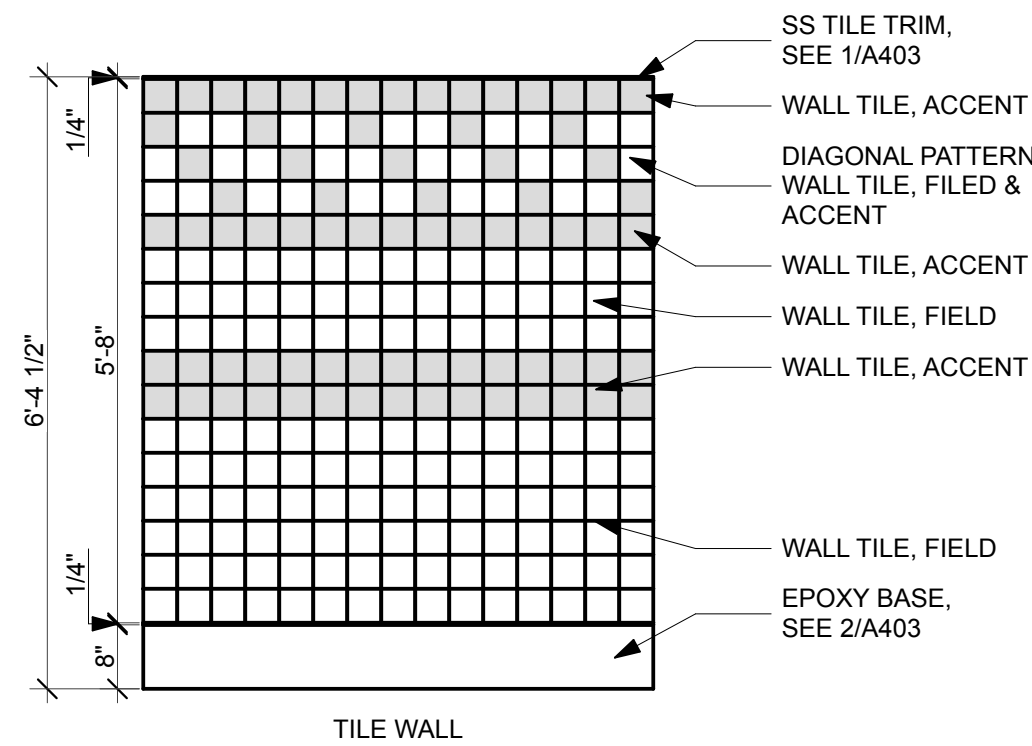 SS TILE TRIM,
SEE 1/A403
WALL TILE, ACCENT
DIAGONAL PATTERN
WALL TILE, FILED &
ACCENT
WALL TILE, ACCENT
WALL TILE, FIELD
WALL TILE, ACCENT
WALL TILE, FIELD
EPOXY BASE,
SEE 2/A403
1/4"
5'-8"
6'-4 1/2"
1/4"
8"
TILE WALL